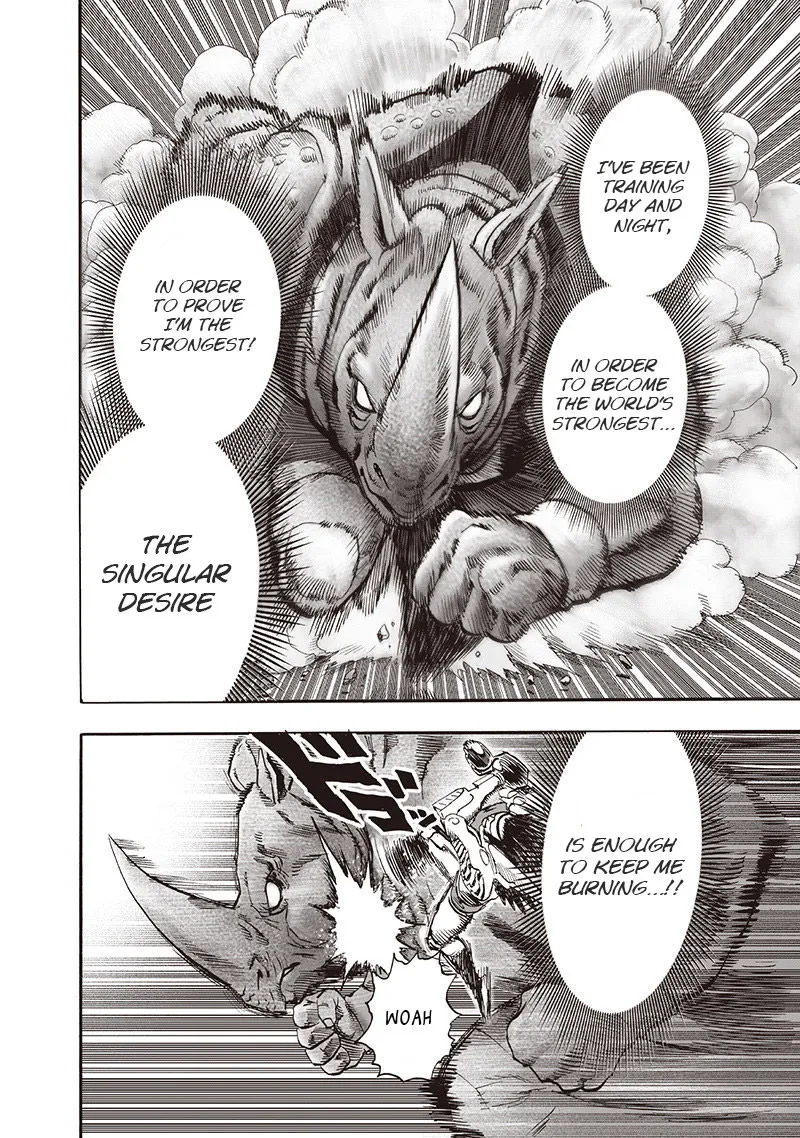 I'VE BEEN
TRAINING
DAY AND
NIGHT,
IN ORDER
TO BECOME
THE WORLD'S
STRONGEST...
IN ORDER
TO PROVE
I'M THE
STRONGEST!
THE
SINGULAR
DESIRE
IS ENOUGH
TO KEEP ME
BURNING...!!
WOAH